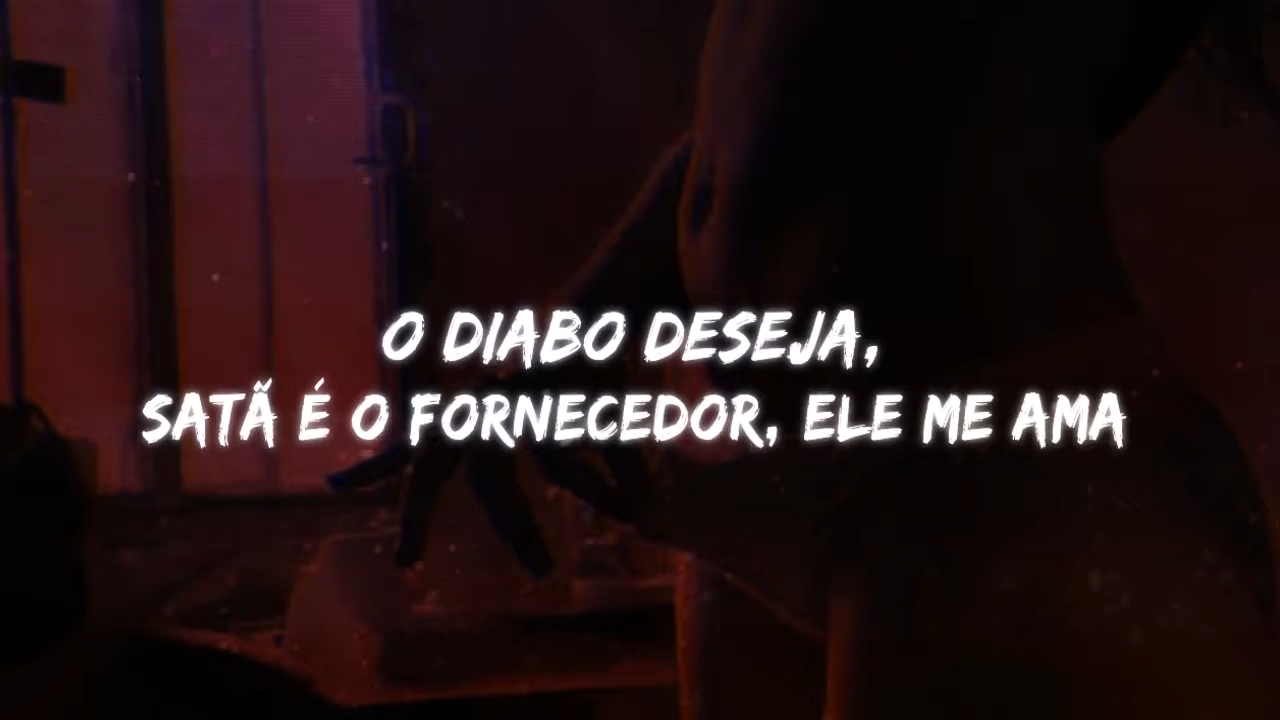 O DIABO DESEJA,
SATÃ É O FORNECEDOR, ELE ME AMA